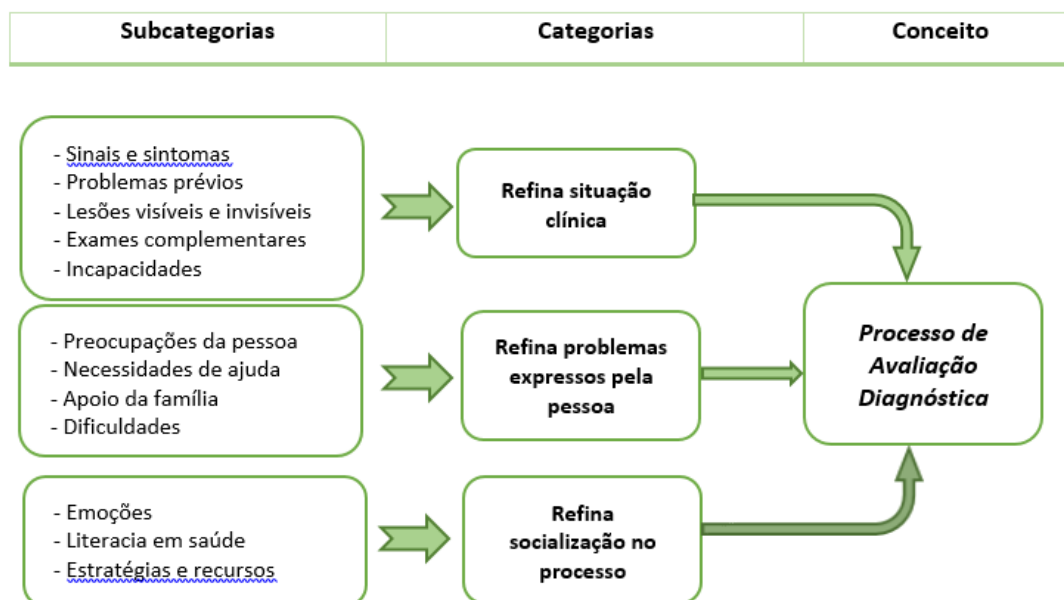 Subcategorias
Categorias
Conceito
- Sinais e sintomas
- Problemas prévios
- Lesões visíveis e invisíveis
- Exames complementares
- Incapacidades
Refina situação
clínica
- Preocupações da pessoa
- Necessidades de ajuda
- Apoio da família
- Dificuldades
Refina problemas
expressos pela
pessoa
Processo de
Avaliação
Diagnóstica
- Emoções
- Literacia em saúde
- Estratégias e recursos
Refina
socialização no
processo